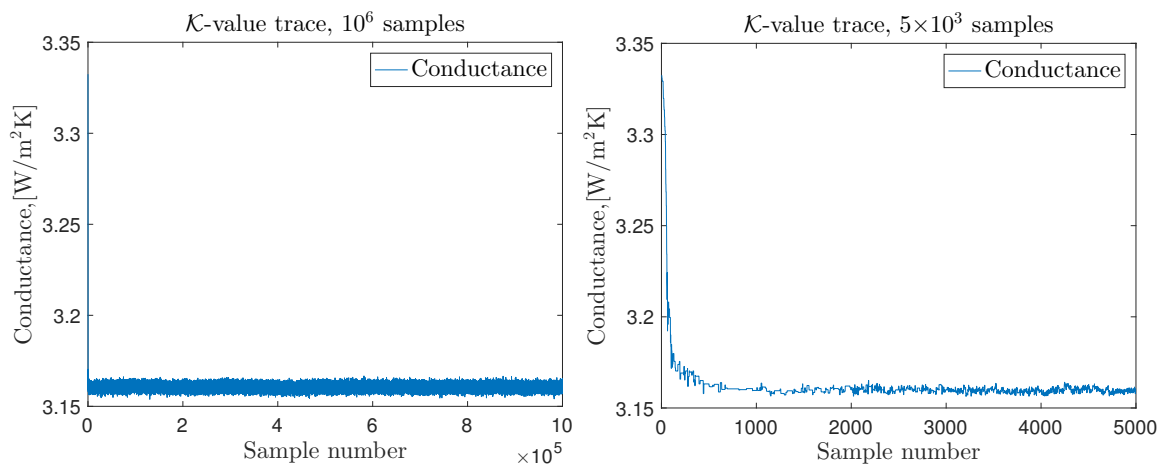 𝒦-value trace, 10⁶ samples
3.35
3.3
3.25
3.2
3.15
Conductance,[W/m²K]
Conductance
0 2 4 6 8 10
×10⁵
Sample number
𝒦-value trace, 5×10³ samples
3.35
3.3
3.25
3.2
3.15
Conductance,[W/m²K]
Conductance
0 1000 2000 3000 4000 5000
Sample number